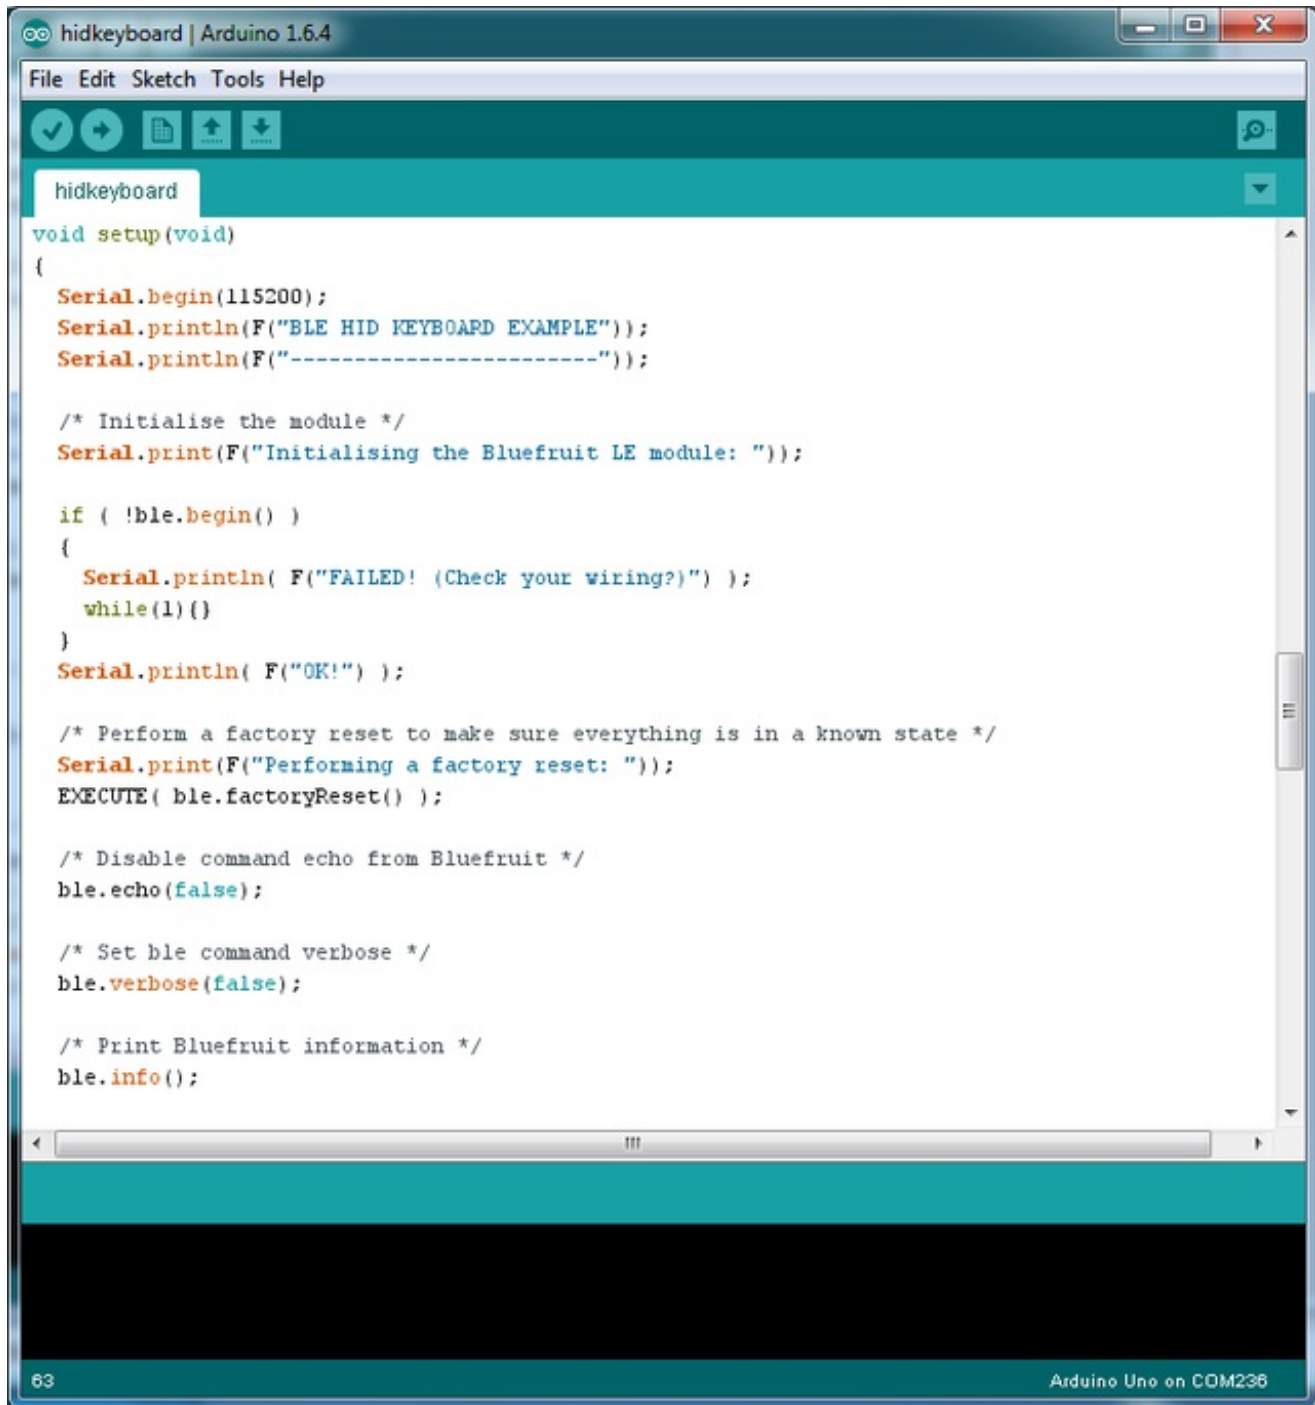 hidkeyboard | Arduino 1.6.4
File Edit Sketch Tools Help
hidkeyboard
void setup(void)
{
  Serial.begin(115200);
  Serial.println(F("BLE HID KEYBOARD EXAMPLE"));
  Serial.println(F("------------------------"));

  /* Initialise the module */
  Serial.print(F("Initialising the Bluefruit LE module: "));

  if ( !ble.begin() )
  {
    Serial.println( F("FAILED! (Check your wiring?)") );
    while(1){}
  }
  Serial.println( F("OK!") );

  /* Perform a factory reset to make sure everything is in a known state */
  Serial.print(F("Performing a factory reset: "));
  EXECUTE( ble.factoryReset() );

  /* Disable command echo from Bluefruit */
  ble.echo(false);

  /* Set ble command verbose */
  ble.verbose(false);

  /* Print Bluefruit information */
  ble.info();
63
Arduino Uno on COM236